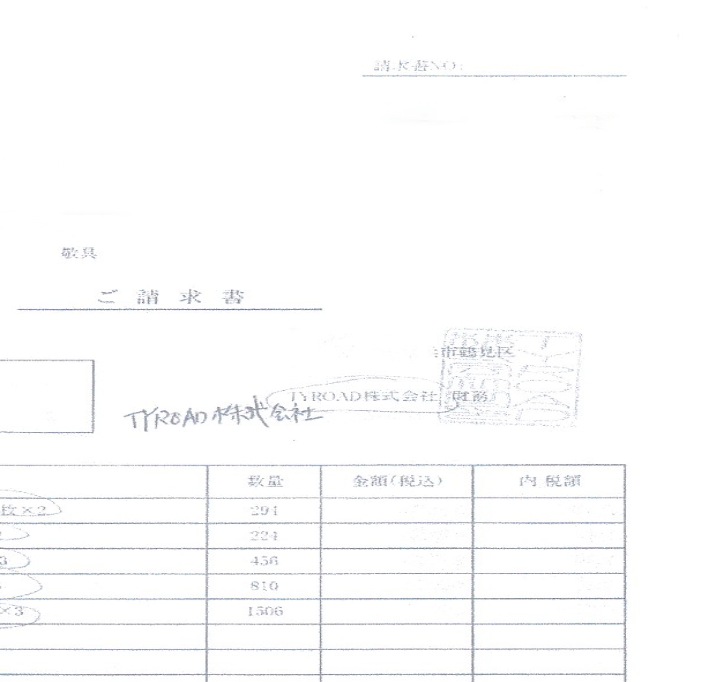 請求書NO:
敬具
ご 請 求 書
市鶴見区
TYROAD株式会社 財前
TYROAD株式会社
数量 金額(税込) 内 税額
枚×2 294
224
3 456
810
×3 1506